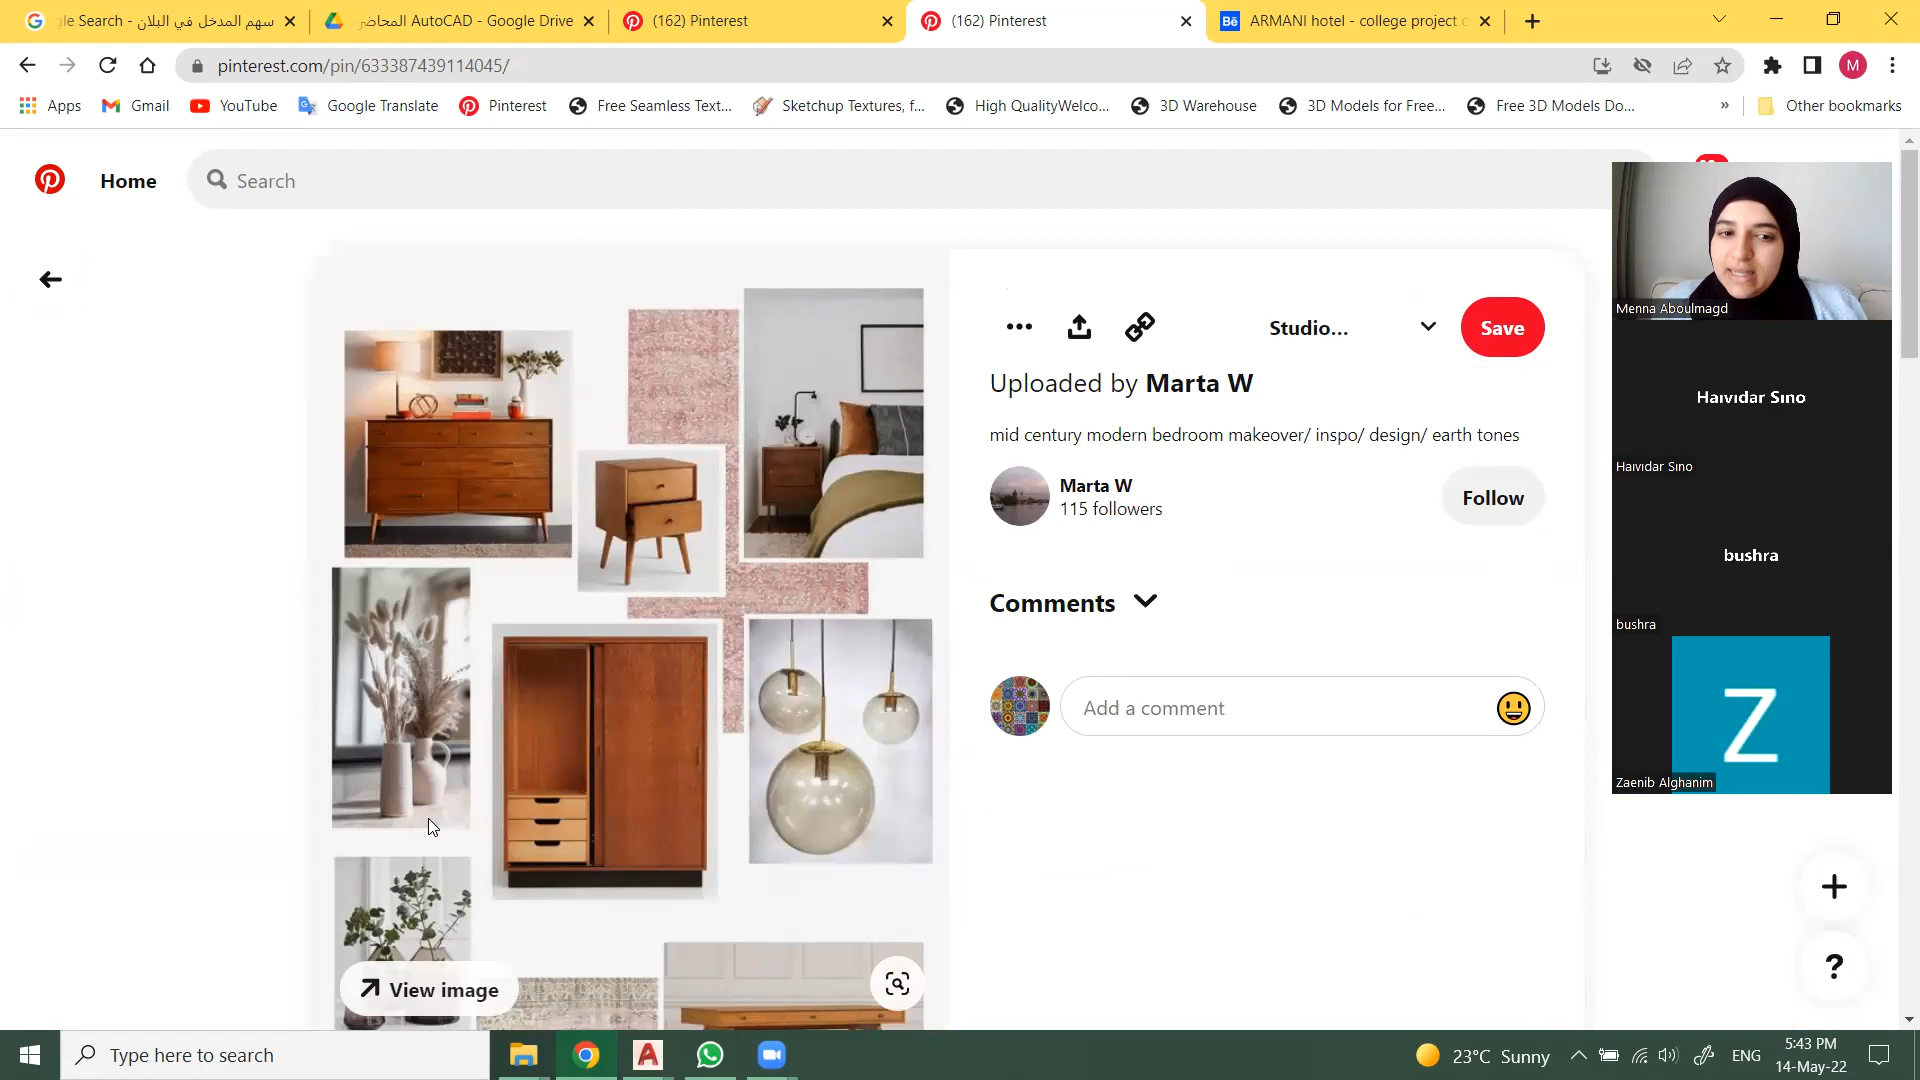 gle Search - سهم المدخل في البلان
المحاضر AutoCAD - Google Drive
(162) Pinterest
(162) Pinterest
ARMANI hotel - college project
pinterest.com/pin/633387439114045/
M
Apps
Gmail
YouTube
Google Translate
Pinterest
Free Seamless Text...
Sketchup Textures, f...
High QualityWelco...
3D Warehouse
3D Models for Free...
Free 3D Models Do...
»
Other bookmarks
Home
Search
Studio...
Save
Uploaded by Marta W
mid century modern bedroom makeover/ inspo/ design/ earth tones
Marta W
115 followers
Follow
Comments
Add a comment
View image
Menna Aboulmagd
Haıvıdar Sıno
Haıvıdar Sıno
bushra
bushra
Z
Zaenib Alghanim
+
?
Type here to search
23°C Sunny
ENG
5:43 PM
14-May-22